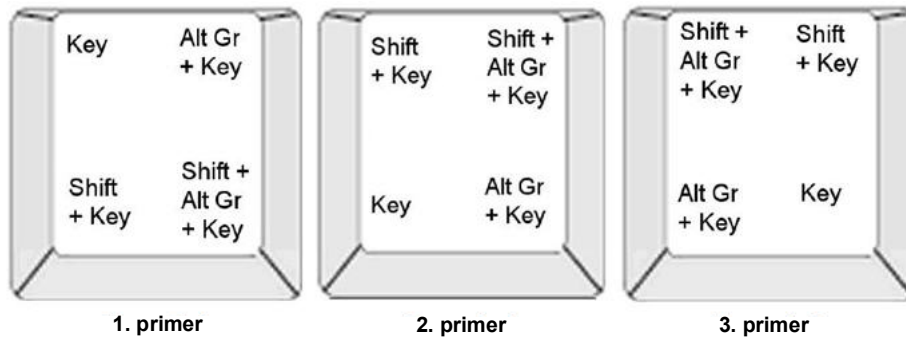 Key
Alt Gr
+ Key
Shift
+ Key
Shift +
Alt Gr
+ Key
1. primer
Shift
+ Key
Shift +
Alt Gr
+ Key
Key
Alt Gr
+ Key
2. primer
Shift +
Alt Gr
+ Key
Shift
+ Key
Alt Gr
+ Key
Key
3. primer